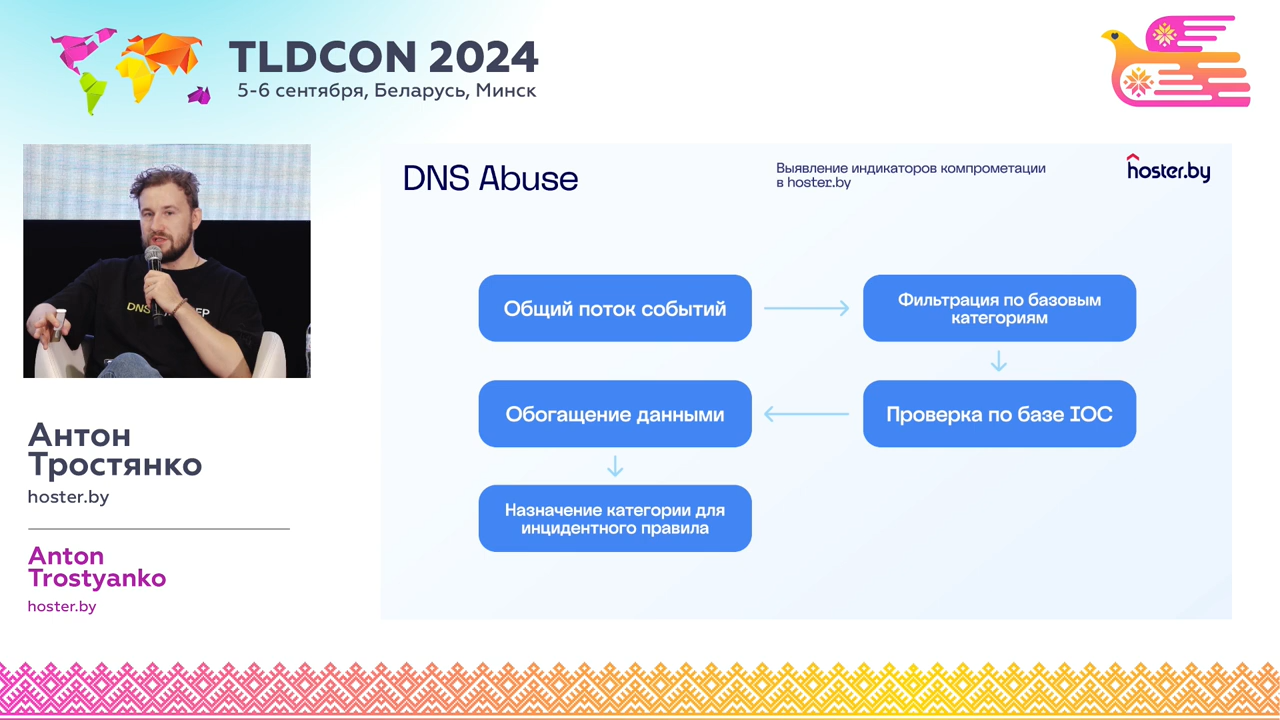 TLDCON 2024
5-6 сентября, Беларусь, Минск
DNS Abuse
Выявление индикаторов компрометации
в hoster.by
hoster.by
Общий поток событий
Фильтрация по базовым
категориям
Обогащение данными
Проверка по базе IOC
Назначение категории для
инцидентного правила
DNS
Антон
Тростянко
hoster.by
Anton
Trostyanko
hoster.by